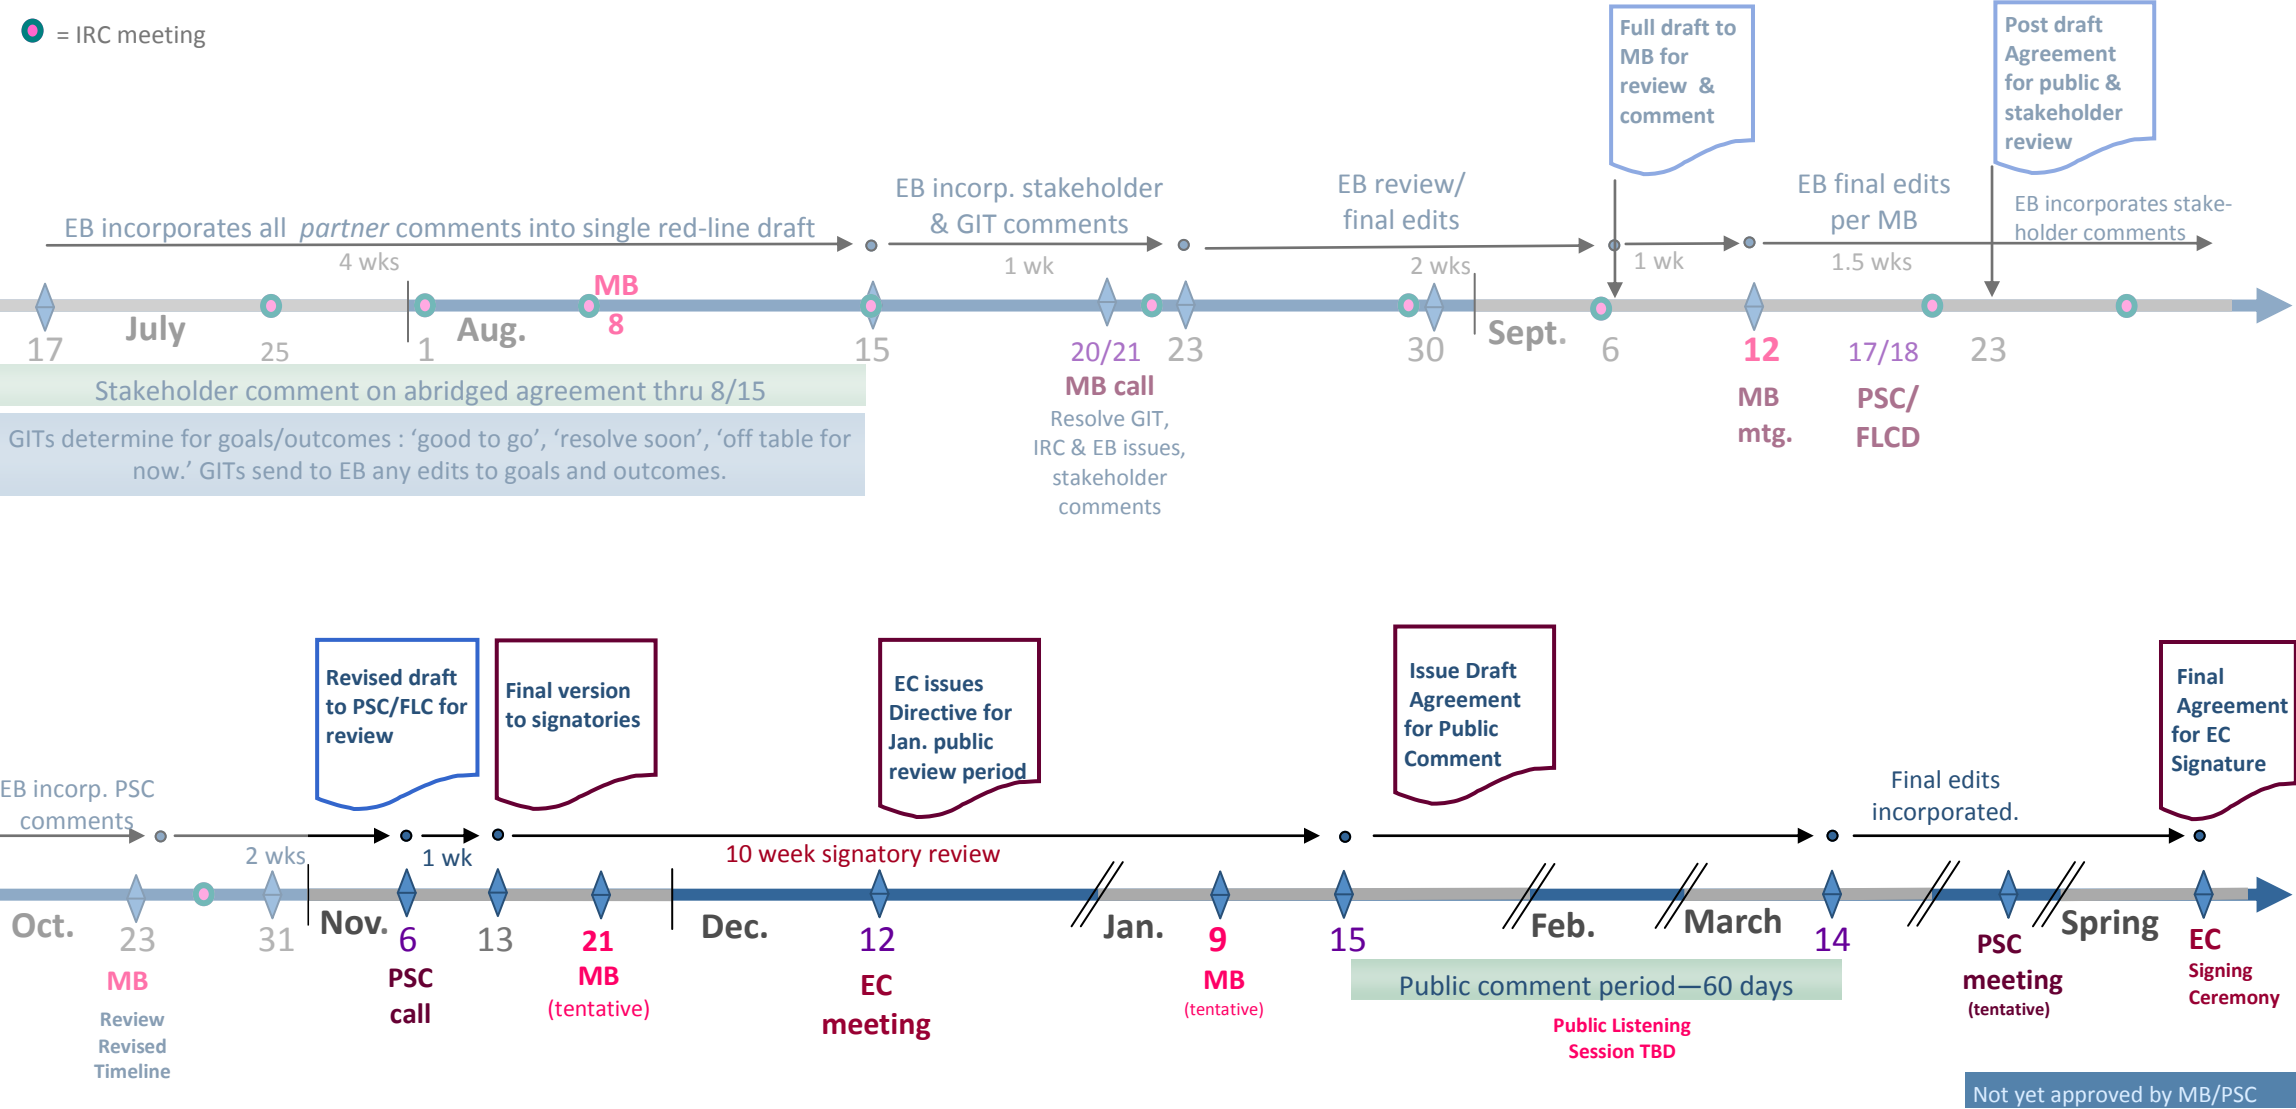 = IRC meeting
Full draft to
MB for
review &
comment
Post draft
Agreement
for public &
stakeholder
review
EB incorporates all partner comments into single red-line draft
4 wks
EB incorp. stakeholder
& GIT comments
1 wk
EB review/
final edits
2 wks
1 wk
EB final edits
per MB
1.5 wks
EB incorporates stake-
holder comments
17
July
25
1
Aug.
MB
8
15
20/21
MB call
Resolve GIT,
IRC & EB issues,
stakeholder
comments
23
30
Sept.
6
12
MB
mtg.
17/18
PSC/
FLCD
23
Stakeholder comment on abridged agreement thru 8/15
GITs determine for goals/outcomes : ‘good to go’, ‘resolve soon’, ‘off table for
now.’ GITs send to EB any edits to goals and outcomes.
Revised draft
to PSC/FLC for
review
Final version
to signatories
EC issues
Directive for
Jan. public
review period
Issue Draft
Agreement
for Public
Comment
Final
Agreement
for EC
Signature
EB incorp. PSC
comments
2 wks
1 wk
10 week signatory review
Final edits
incorporated.
Oct.
23
MB
Review
Revised
Timeline
31
Nov.
6
PSC
call
13
21
MB
(tentative)
Dec.
12
EC
meeting
Jan.
9
MB
(tentative)
15
Feb.
March
14
Public comment period—60 days
Public Listening
Session TBD
PSC
meeting
(tentative)
Spring
EC
Signing
Ceremony
Not yet approved by MB/PSC